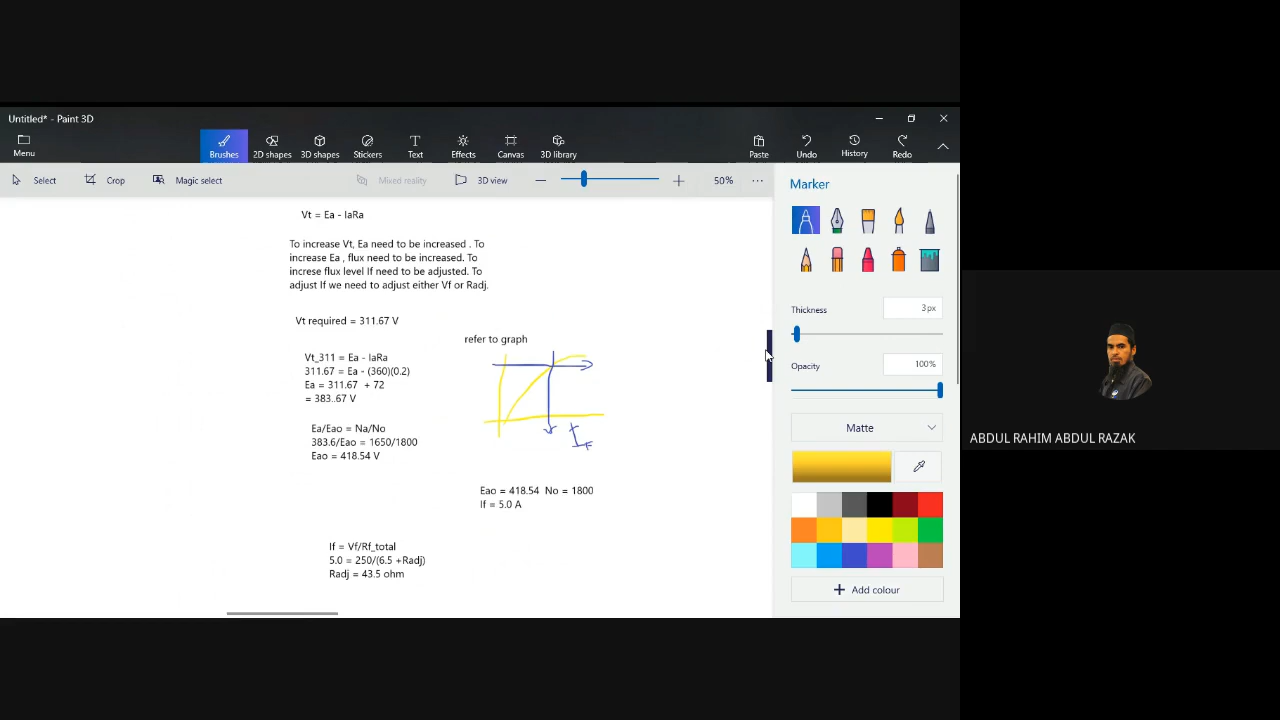 Untitled* - Paint 3D
Menu
Brushes
2D shapes
3D shapes
Stickers
Text
Effects
Canvas
3D library
Paste
Undo
History
Redo
Select
Crop
Magic select
Mixed reality
3D view
50%
Marker
Thickness
3px
Opacity
100%
Matte
Add colour
Vt = Ea - IaRa
To increase Vt, Ea need to be increased . To
increase Ea , flux need to be increased. To
increse flux level If need to be adjusted. To
adjust If we need to adjust either Vf or Radj.
Vt required = 311.67 V
refer to graph
Vt_311 = Ea - IaRa
311.67 = Ea - (360)(0.2)
Ea = 311.67 + 72
= 383..67 V
Ea/Eao = Na/No
383.6/Eao = 1650/1800
Eao = 418.54 V
IF
Eao = 418.54 No = 1800
If = 5.0 A
If = Vf/Rf_total
5.0 = 250/(6.5 +Radj)
Radj = 43.5 ohm
ABDUL RAHIM ABDUL RAZAK